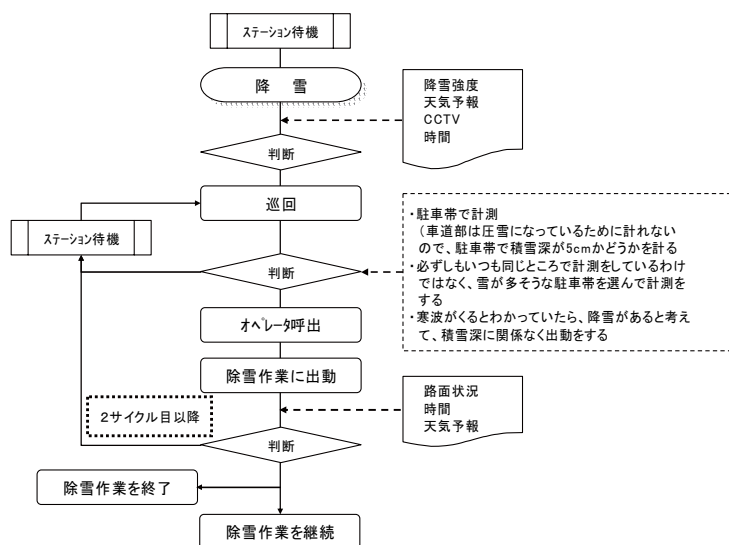 ステーション待機
降　雪
降雪強度
天気予報
CCTV
時間
判断
巡回
ステーション待機
・駐車帯で計測
（車道部は圧雪になっているために計れない
ので、駐車帯で積雪深が5cmかどうかを計る
・必ずしもいつも同じところで計測をしているわけ
ではなく、雪が多そうな駐車帯を選んで計測を
する
・寒波がくるとわかっていたら、降雪があると考え
て、積雪深に関係なく出動をする
判断
オペレータ呼出
除雪作業に出動
路面状況
時間
天気予報
２サイクル目以降
判断
除雪作業を終了
除雪作業を継続